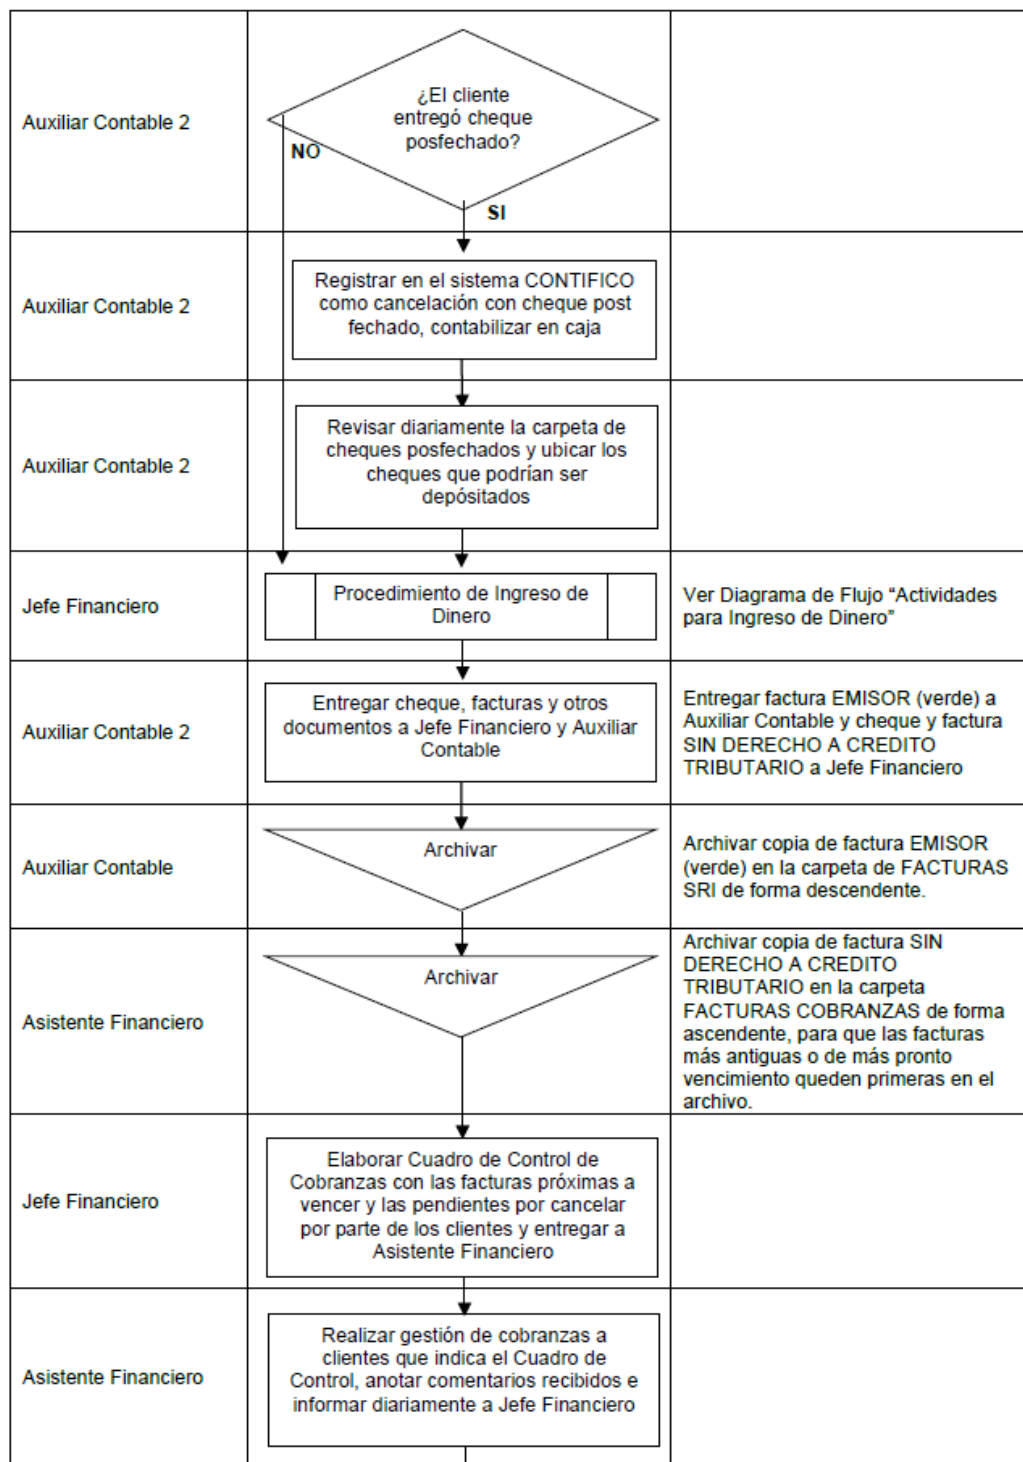 Auxiliar Contable 2
¿El cliente
entregó cheque
posfechado?
NO
SI
Auxiliar Contable 2
Registrar en el sistema CONTIFICO
como cancelación con cheque post
fechado, contabilizar en caja
Auxiliar Contable 2
Revisar diariamente la carpeta de
cheques posfechados y ubicar los
cheques que podrían ser
depósitados
Jefe Financiero
Procedimiento de Ingreso de
Dinero
Ver Diagrama de Flujo “Actividades
para Ingreso de Dinero”
Auxiliar Contable 2
Entregar cheque, facturas y otros
documentos a Jefe Financiero y Auxiliar
Contable
Entregar factura EMISOR (verde) a
Auxiliar Contable y cheque y factura
SIN DERECHO A CREDITO
TRIBUTARIO a Jefe Financiero
Auxiliar Contable
Archivar
Archivar copia de factura EMISOR
(verde) en la carpeta de FACTURAS
SRI de forma descendente.
Asistente Financiero
Archivar
Archivar copia de factura SIN
DERECHO A CREDITO
TRIBUTARIO en la carpeta
FACTURAS COBRANZAS de forma
ascendente, para que las facturas
más antiguas o de más pronto
vencimiento queden primeras en el
archivo.
Jefe Financiero
Elaborar Cuadro de Control de
Cobranzas con las facturas próximas a
vencer y las pendientes por cancelar
por parte de los clientes y entregar a
Asistente Financiero
Asistente Financiero
Realizar gestión de cobranzas a
clientes que indica el Cuadro de
Control, anotar comentarios recibidos e
informar diariamente a Jefe Financiero